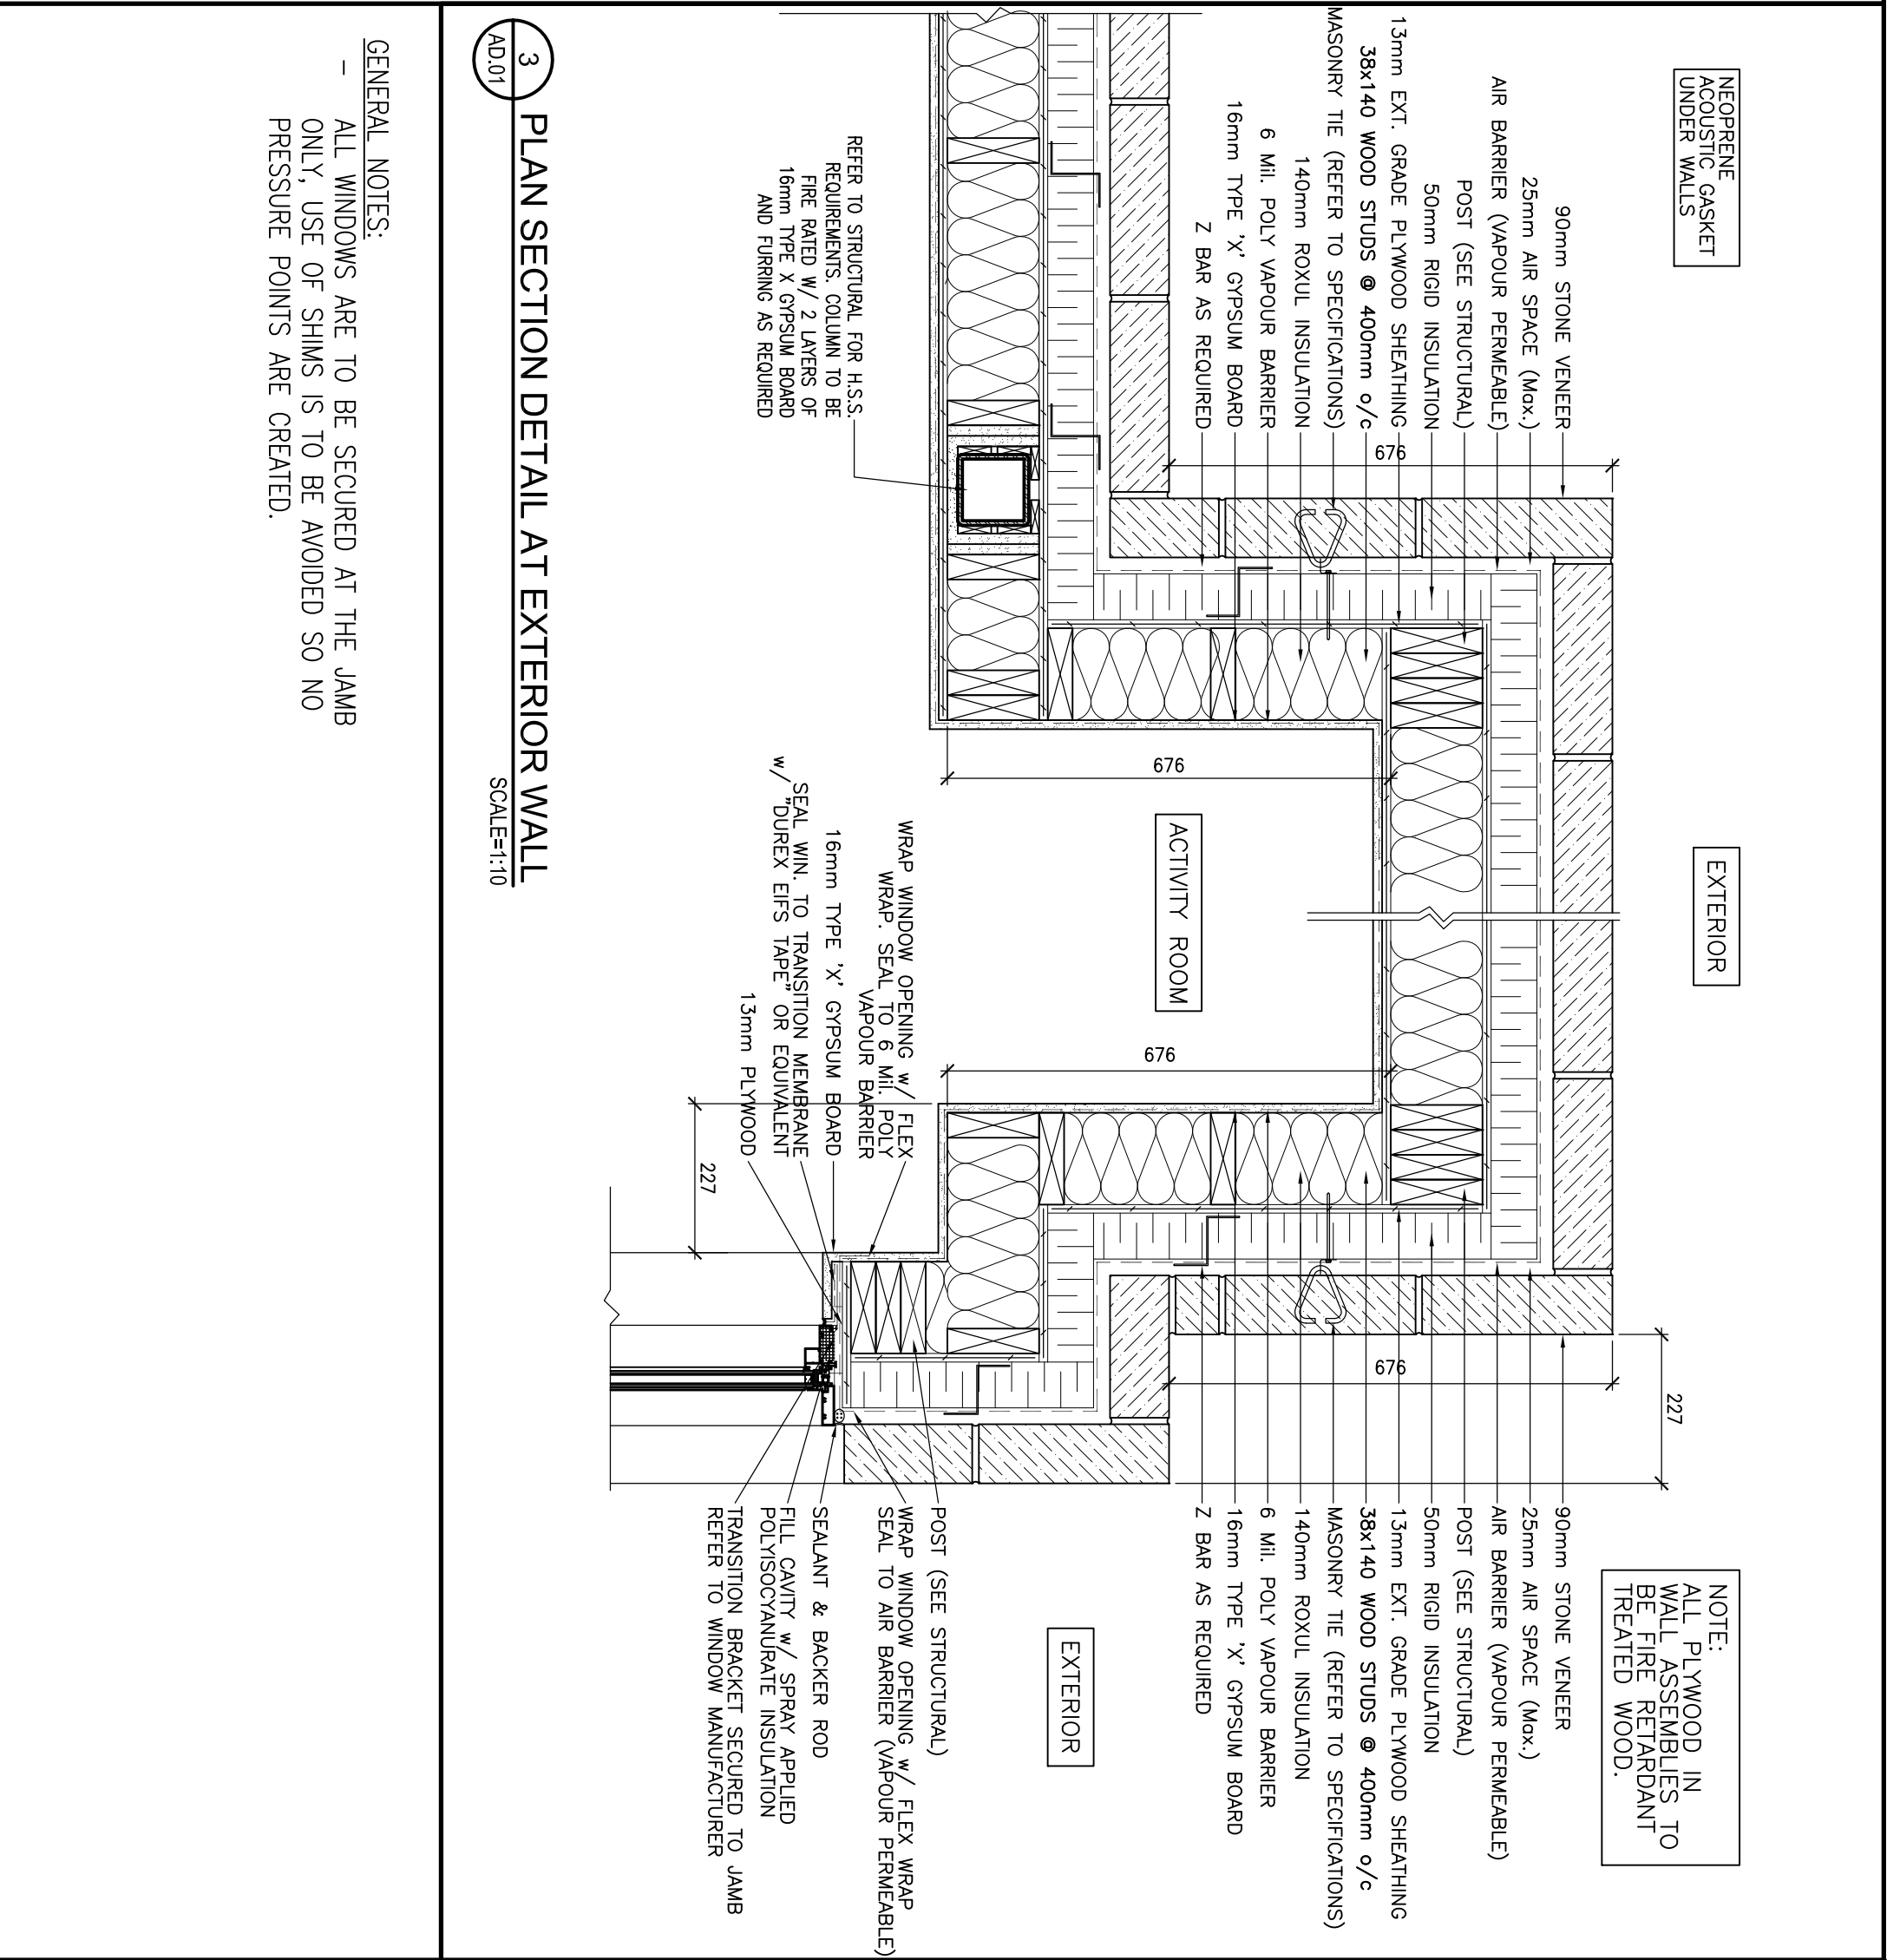 NEOPRENE
ACOUSTIC GASKET
UNDER WALLS
EXTERIOR
NOTE:
ALL PLYWOOD IN
WALL ASSEMBLIES TO
BE FIRE RETARDANT
TREATED WOOD.
90mm STONE VENEER
25mm AIR SPACE (Max.)
AIR BARRIER (VAPOUR PERMEABLE)
POST (SEE STRUCTURAL)
50mm RIGID INSULATION
13mm EXT. GRADE PLYWOOD SHEATHING
38x140 WOOD STUDS @ 400mm o/c
MASONRY TIE (REFER TO SPECIFICATIONS)
140mm ROXUL INSULATION
6 Mil. POLY VAPOUR BARRIER
16mm TYPE 'X' GYPSUM BOARD
Z BAR AS REQUIRED
676
676
ACTIVITY ROOM
676
676
227
90mm STONE VENEER
25mm AIR SPACE (Max.)
AIR BARRIER (VAPOUR PERMEABLE)
POST (SEE STRUCTURAL)
50mm RIGID INSULATION
13mm EXT. GRADE PLYWOOD SHEATHING
38x140 WOOD STUDS @ 400mm o/c
MASONRY TIE (REFER TO SPECIFICATIONS)
140mm ROXUL INSULATION
6 Mil. POLY VAPOUR BARRIER
16mm TYPE 'X' GYPSUM BOARD
Z BAR AS REQUIRED
EXTERIOR
REFER TO STRUCTURAL FOR H.S.S.
REQUIREMENTS. COLUMN TO BE
FIRE RATED W/ 2 LAYERS OF
16mm TYPE X GYPSUM BOARD
AND FURRING AS REQUIRED
WRAP WINDOW OPENING w/ FLEX
WRAP. SEAL TO 6 Mil. POLY
VAPOUR BARRIER
16mm TYPE 'X' GYPSUM BOARD
SEAL WIN. TO TRANSITION MEMBRANE
w/ "DUREX EIFS TAPE" OR EQUIVALENT
13mm PLYWOOD
227
POST (SEE STRUCTURAL)
WRAP WINDOW OPENING w/ FLEX WRAP
SEAL TO AIR BARRIER (VAPOUR PERMEABLE)
SEALANT & BACKER ROD
FILL CAVITY w/ SPRAY APPLIED
POLYISOCYANURATE INSULATION
TRANSITION BRACKET SECURED TO JAMB
REFER TO WINDOW MANUFACTURER
3
AD.01
PLAN SECTION DETAIL AT EXTERIOR WALL
SCALE=1:10
GENERAL NOTES:
- ALL WINDOWS ARE TO BE SECURED AT THE JAMB
ONLY, USE OF SHIMS IS TO BE AVOIDED SO NO
PRESSURE POINTS ARE CREATED.